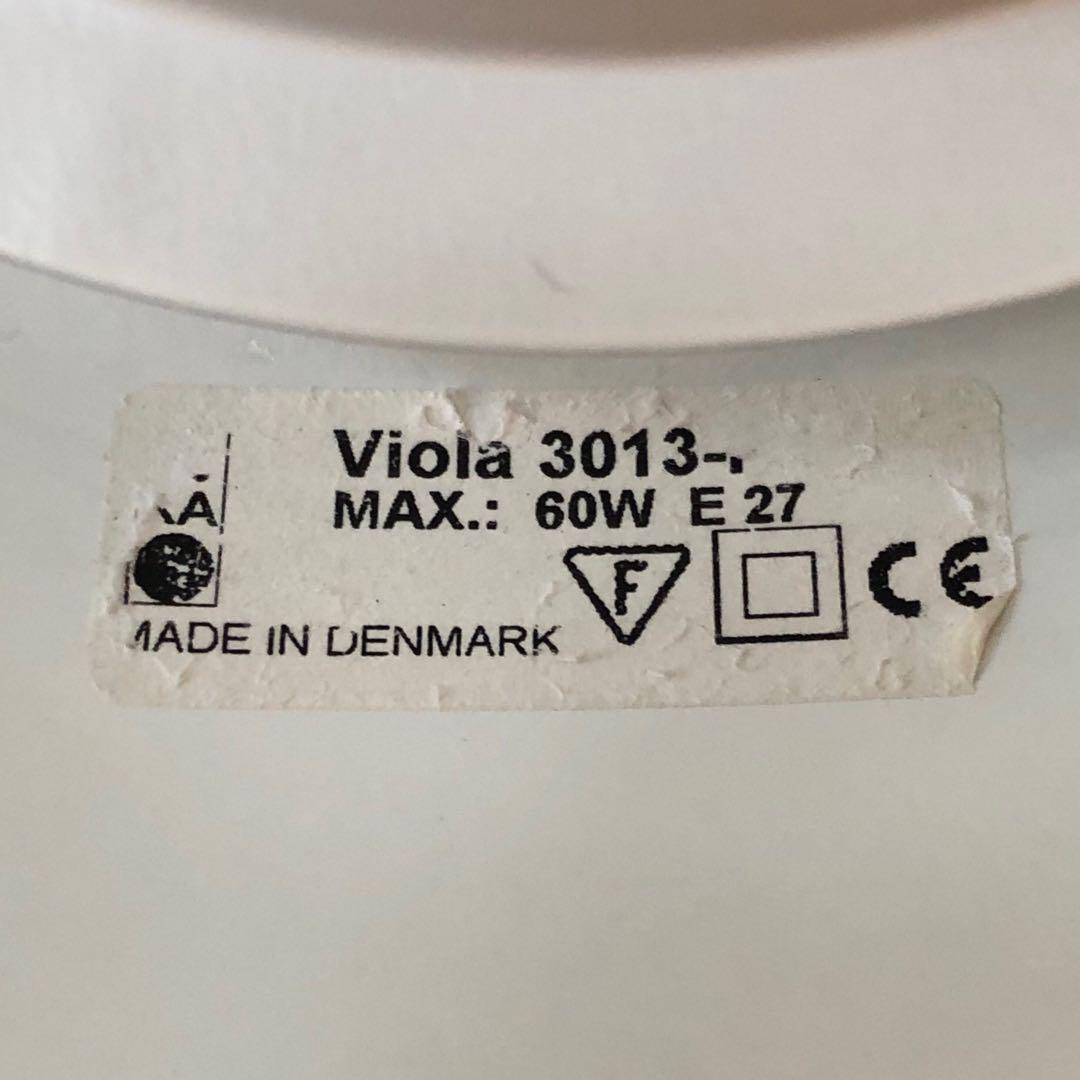 Viola 3013-
MAX.: 60W E 27
F
CE
MADE IN DENMARK